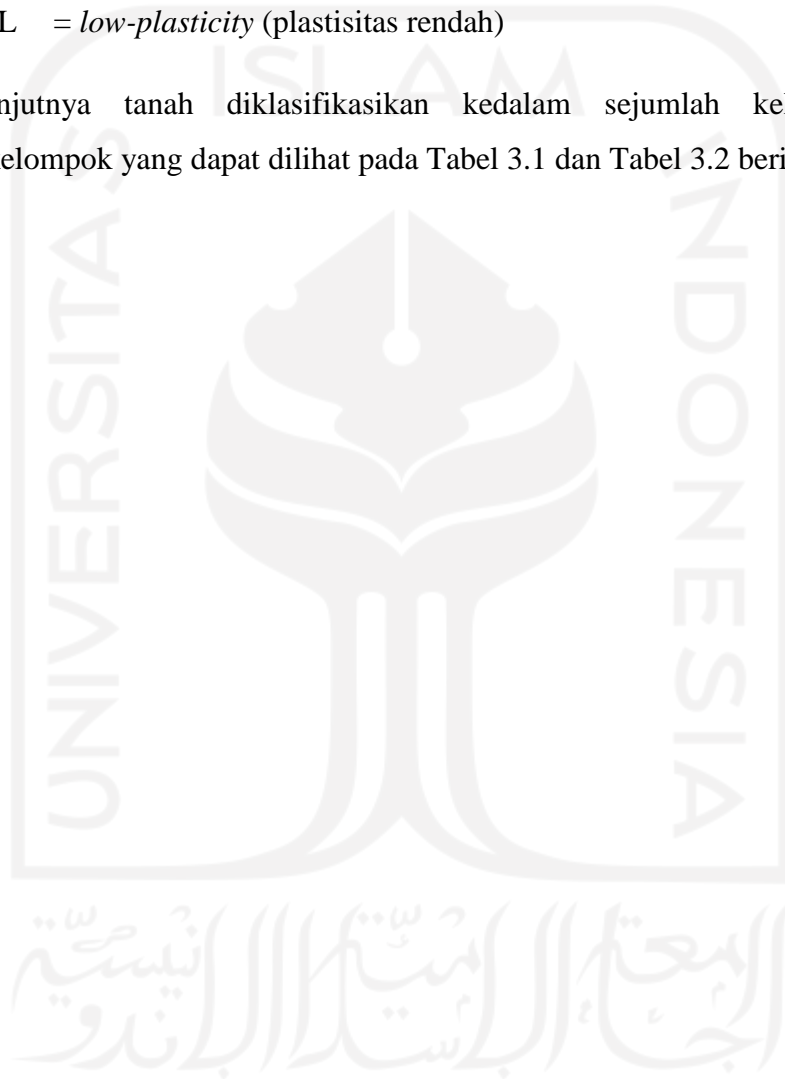 L = low-plasticity (plastisitas rendah)
njutnya tanah diklasifikasikan kedalam sejumlah kel
elompok yang dapat dilihat pada Tabel 3.1 dan Tabel 3.2 beri
ISLAM
UNIVERSITAS
INDONESIA